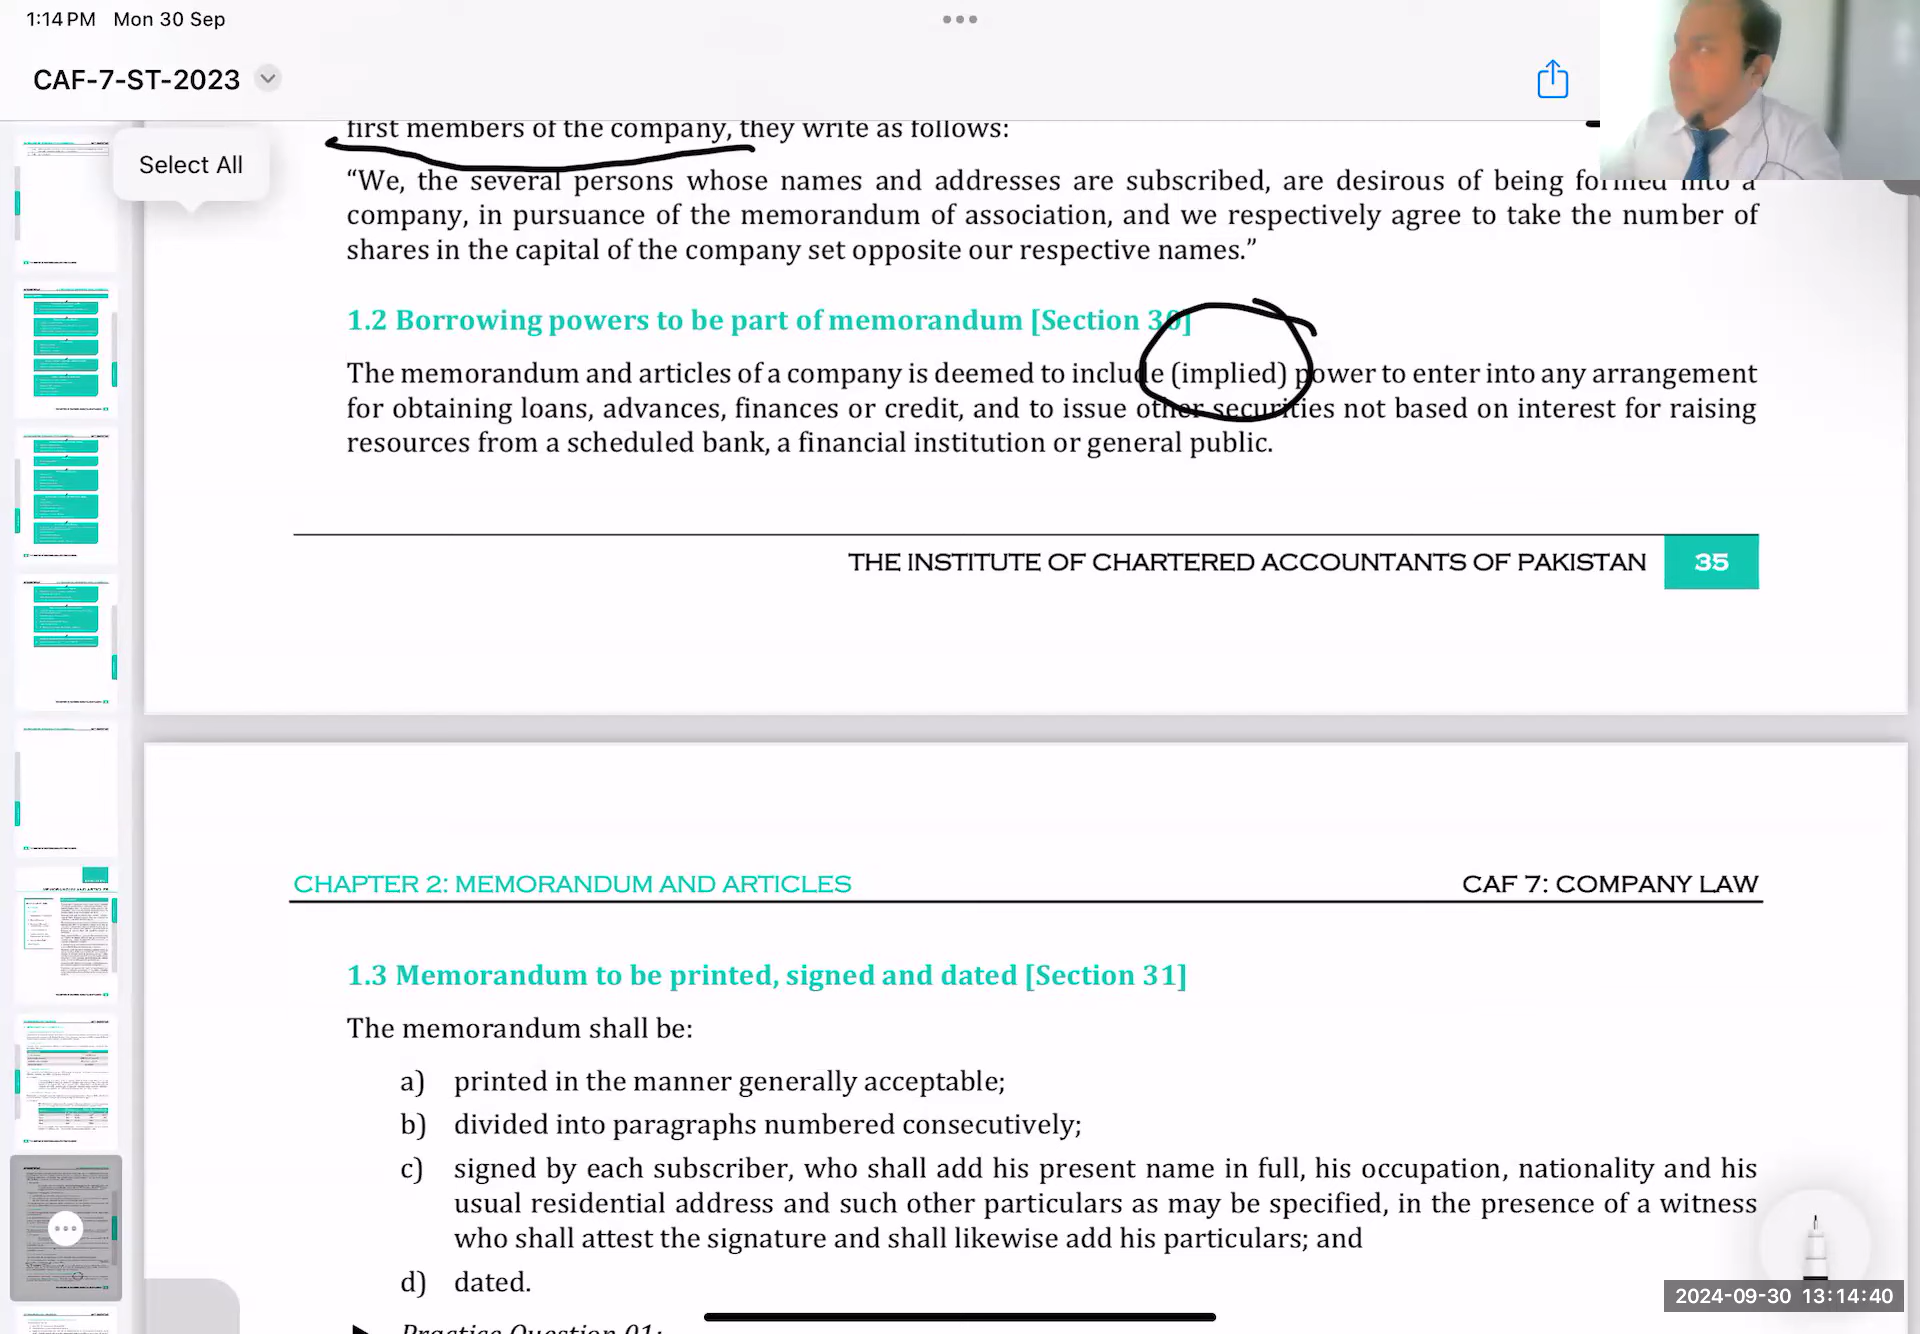 1:14 PM Mon 30 Sep
CAF-7-ST-2023
Select All
first members of the company, they write as follows:
“We, the several persons whose names and addresses are subscribed, are desirous of being formed into a
company, in pursuance of the memorandum of association, and we respectively agree to take the number of
shares in the capital of the company set opposite our respective names.”
1.2 Borrowing powers to be part of memorandum [Section 30]
The memorandum and articles of a company is deemed to include (implied) power to enter into any arrangement
for obtaining loans, advances, finances or credit, and to issue other securities not based on interest for raising
resources from a scheduled bank, a financial institution or general public.
THE INSTITUTE OF CHARTERED ACCOUNTANTS OF PAKISTAN 35
CHAPTER 2: MEMORANDUM AND ARTICLES CAF 7: COMPANY LAW
1.3 Memorandum to be printed, signed and dated [Section 31]
The memorandum shall be:
a) printed in the manner generally acceptable;
b) divided into paragraphs numbered consecutively;
c) signed by each subscriber, who shall add his present name in full, his occupation, nationality and his
usual residential address and such other particulars as may be specified, in the presence of a witness
who shall attest the signature and shall likewise add his particulars; and
d) dated.
Practice Question 01:
2024-09-30 13:14:40